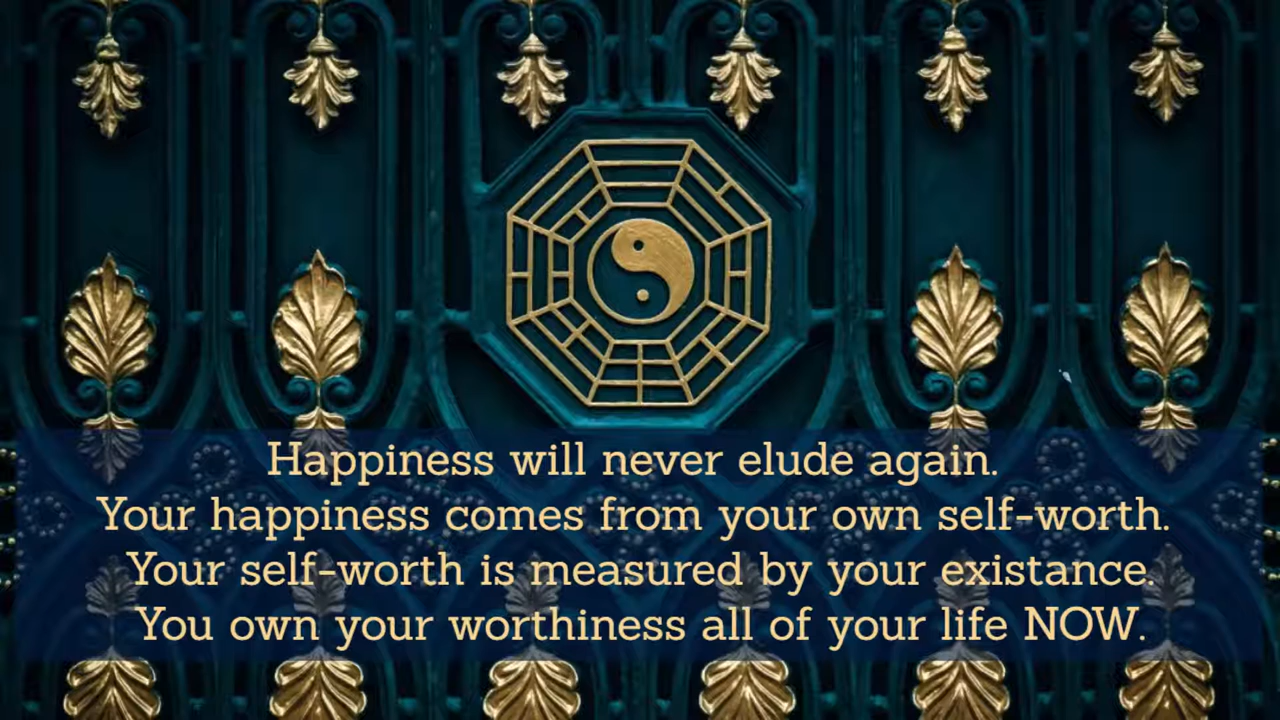 Happiness will never elude again.
Your happiness comes from your own self-worth.
Your self-worth is measured by your existance.
You own your worthiness all of your life NOW.